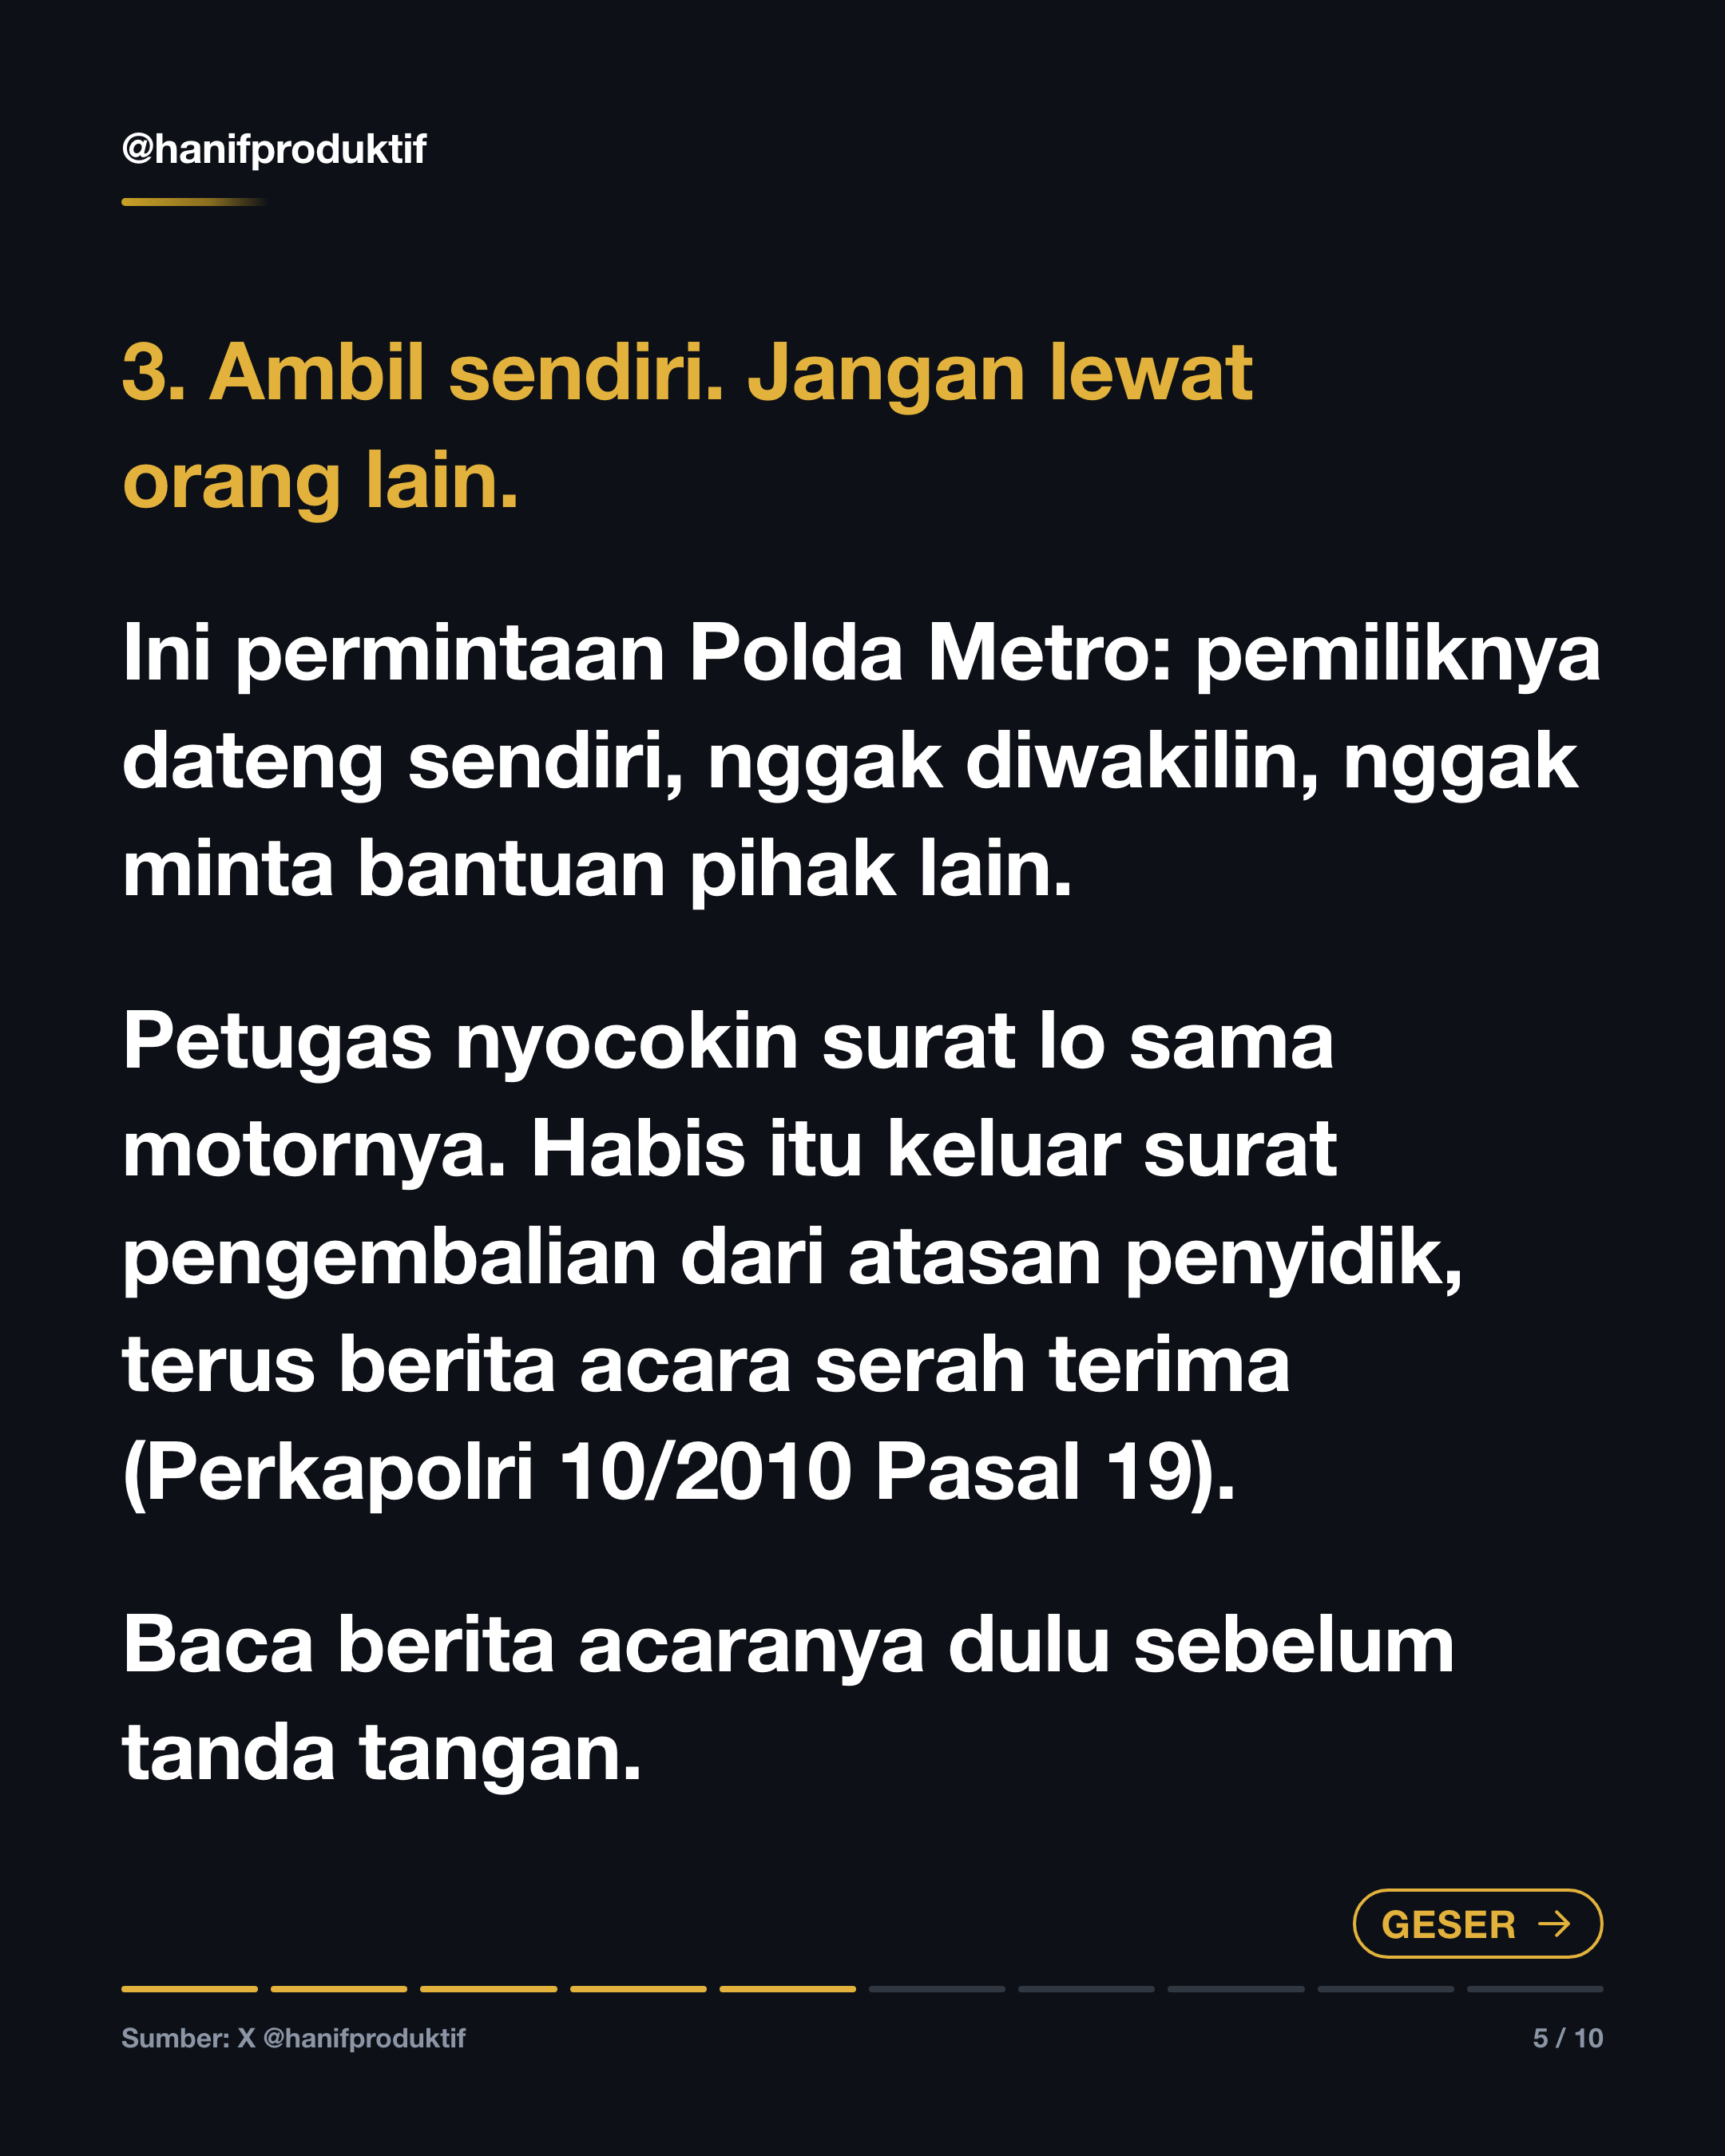 @hanifproduktif
3. Ambil sendiri. Jangan lewat
orang lain.
Ini permintaan Polda Metro: pemiliknya
dateng sendiri, nggak diwakilin, nggak
minta bantuan pihak lain.
Petugas nyocokin surat lo sama
motornya. Habis itu keluar surat
pengembalian dari atasan penyidik,
terus berita acara serah terima
(Perkapolri 10/2010 Pasal 19).
Baca berita acaranya dulu sebelum
tanda tangan.
GESER →
Sumber: X @hanifproduktif
5 / 10